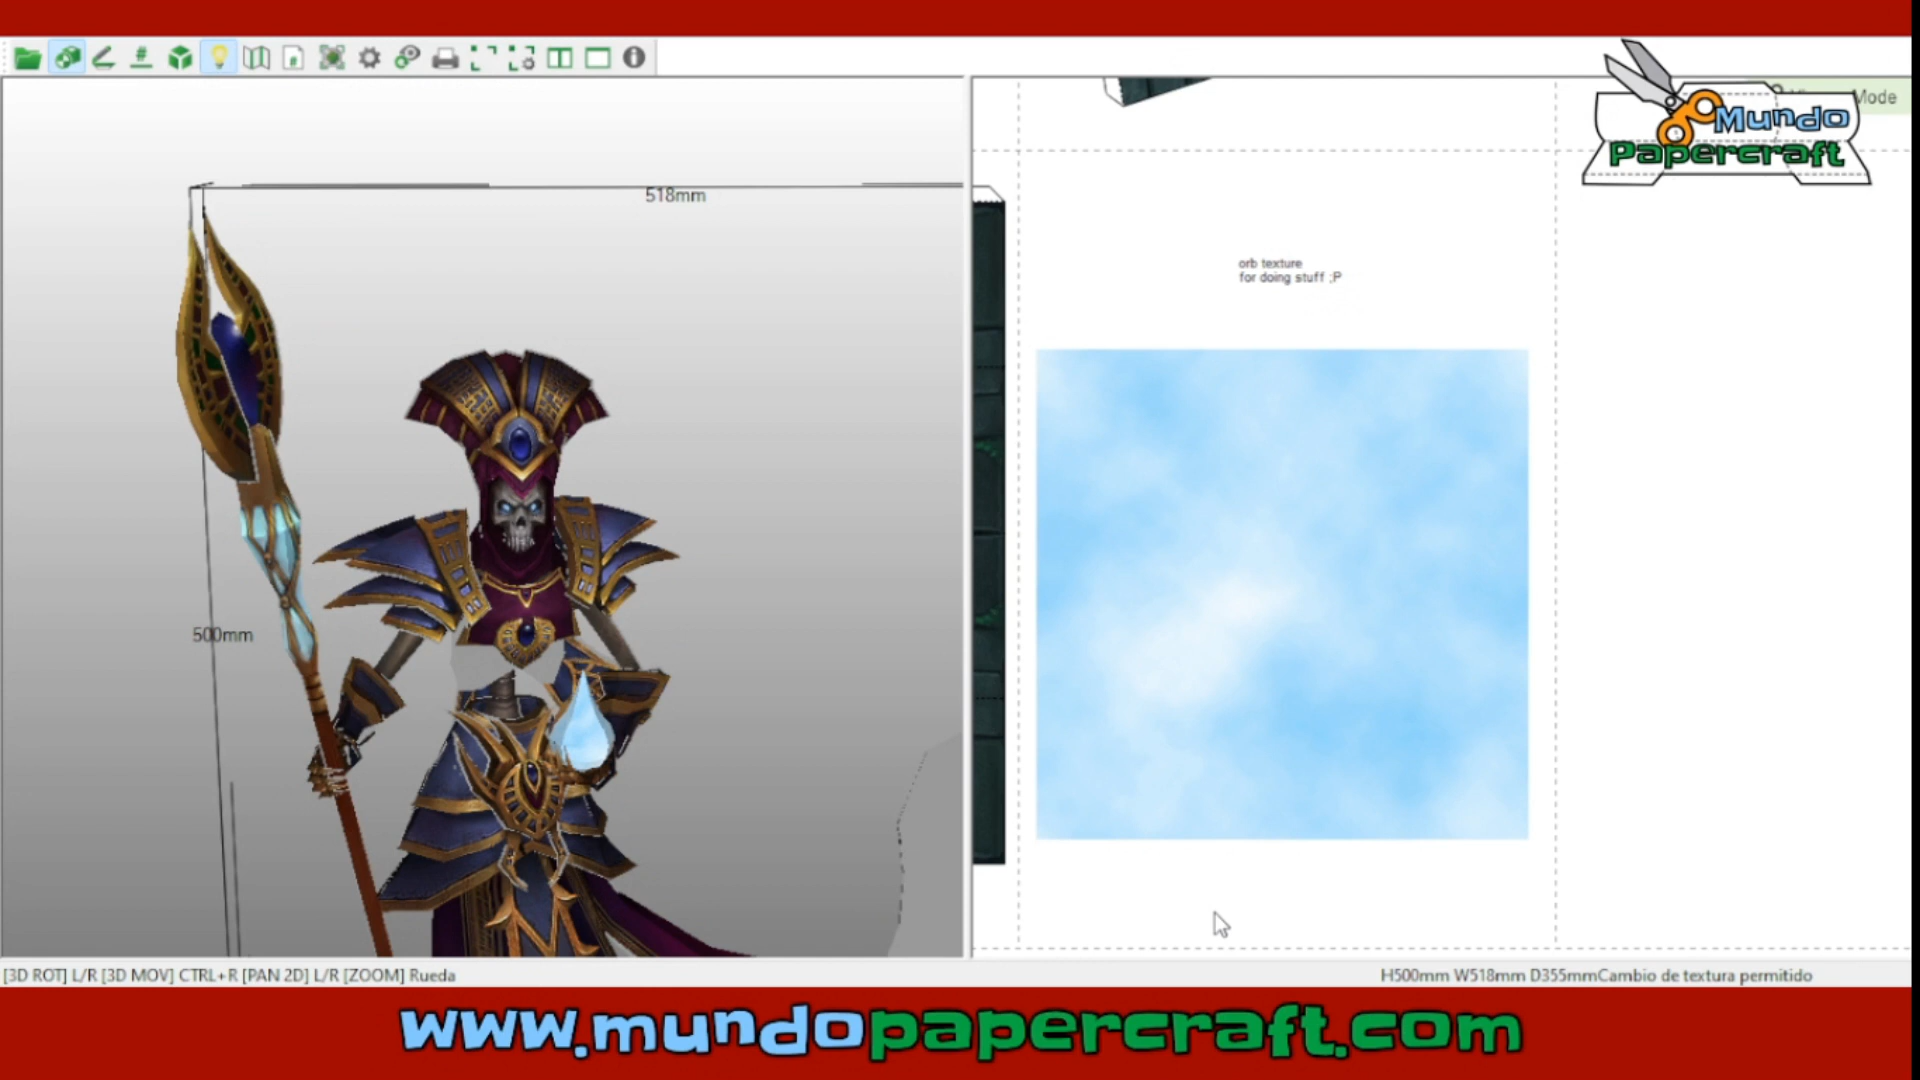 Mundo
Papercraft
Mode
518mm
orb texture
for doing stuff ;P
500mm
[3D ROT] L/R [3D MOV] CTRL+R [PAN 2D] L/R [ZOOM] Rueda
H500mm W518mm D355mmCambio de textura permitido
www.mundopapercraft.com